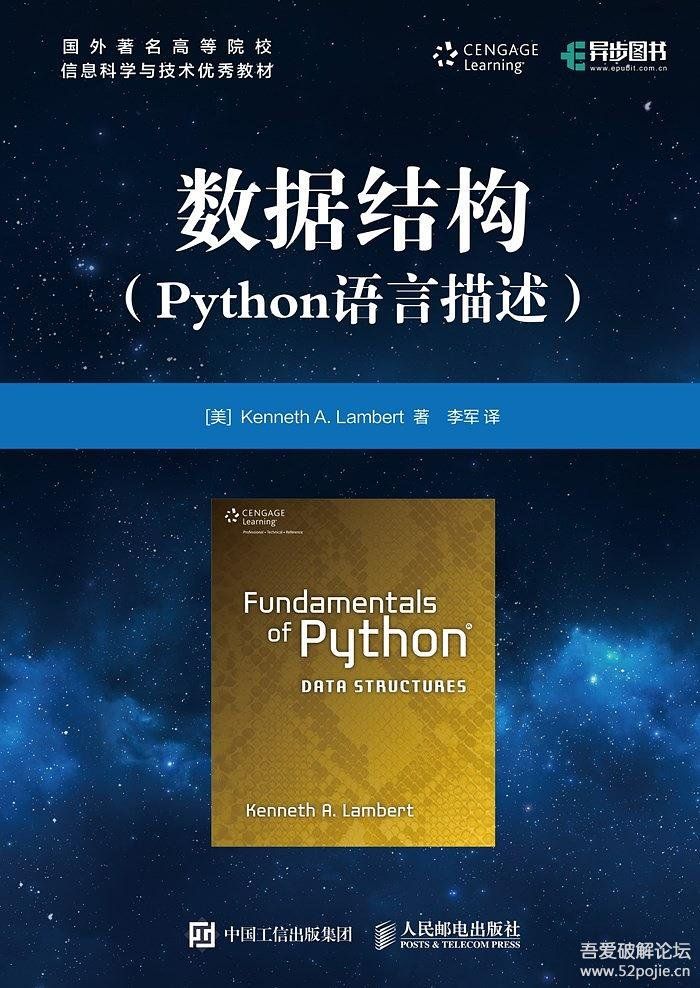 国外著名高等院校
信息科学与技术优秀教材
CENGAGE
Learning
异步图书
www.epubit.com.cn
数据结构
（Python语言描述）
[美] Kenneth A. Lambert 著 李军 译
CENGAGE
Learning
Professional • Technical • Reference
Fundamentals
of Python
DATA STRUCTURES
Kenneth A. Lambert
中国工信出版集团
人民邮电出版社
POSTS & TELECOM PRESS
吾爱破解论坛
www.52pojie.cn